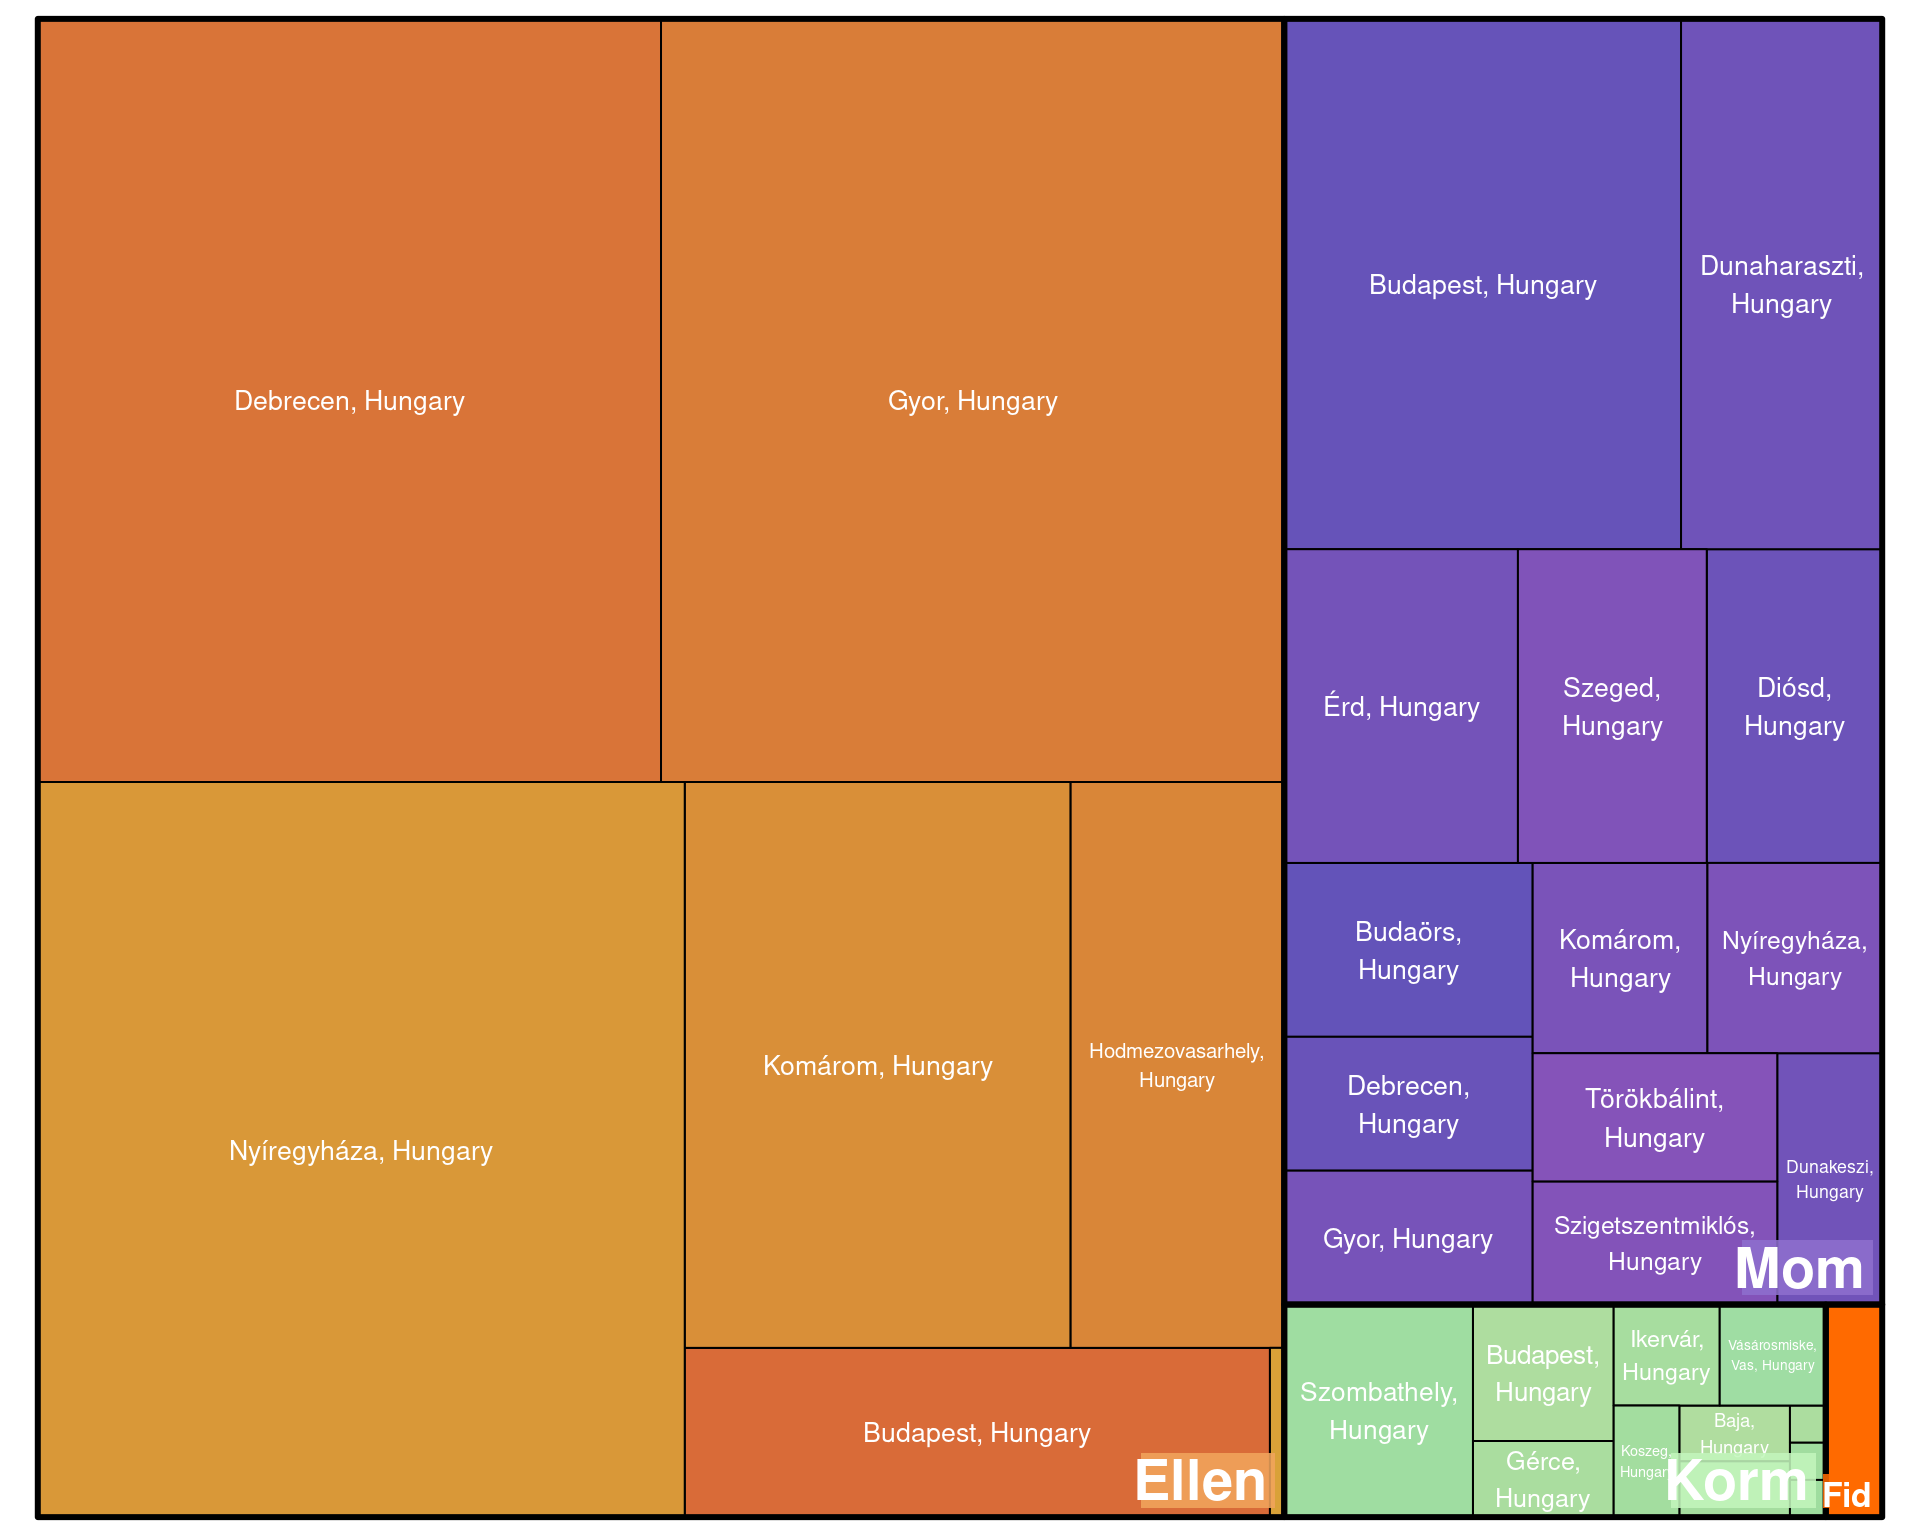 Debrecen, Hungary
Gyor, Hungary
Nyíregyháza, Hungary
Komárom, Hungary
Hodmezovasarhely,
Hungary
Budapest, Hungary
Ellen
Budapest, Hungary
Dunaharaszti,
Hungary
Érd, Hungary
Szeged,
Hungary
Diósd,
Hungary
Budaörs,
Hungary
Komárom,
Hungary
Nyíregyháza,
Hungary
Debrecen,
Hungary
Törökbálint,
Hungary
Dunakeszi,
Hungary
Gyor, Hungary
Szigetszentmiklós,
Hungary
Mom
Szombathely,
Hungary
Budapest,
Hungary
Gérce,
Hungary
Ikervár,
Hungary
Vásárosmiske,
Vas, Hungary
Koszeg,
Hungary
Baja,
Hungary
Korm
Fid